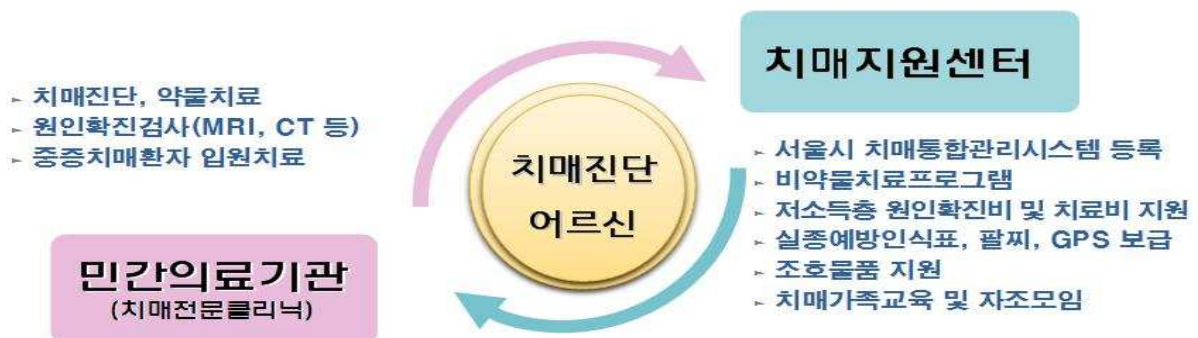 치매지원센터
► 치매진단, 약물치료
► 원인확진검사(MRI, CT 등)
► 중증치매환자 입원치료
치매진단
어르신
► 서울시 치매통합관리시스템 등록
► 비약물치료프로그램
► 저소득층 원인확진비 및 치료비 지원
► 실종예방인식표, 팔찌, GPS 보급
► 조호물품 지원
► 치매가족교육 및 자조모임
민간의료기관
(치매전문클리닉)